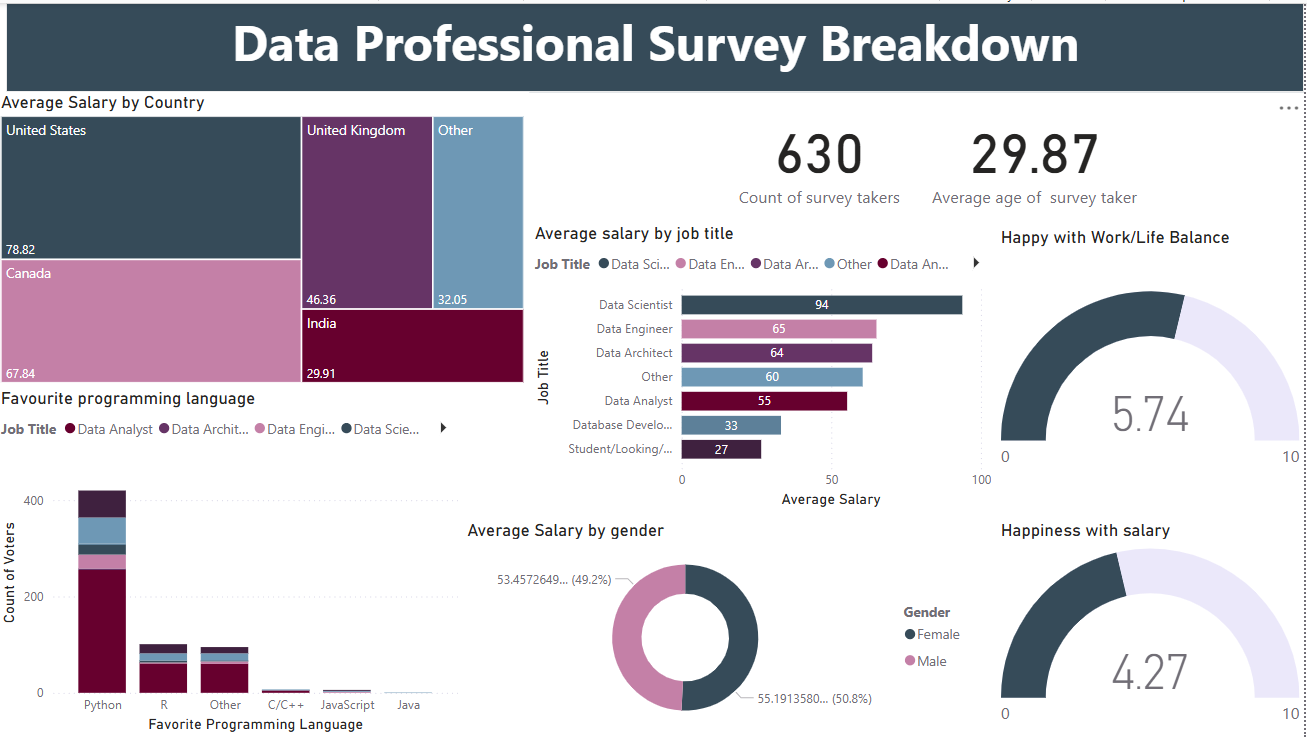 Data Professional Survey Breakdown
Average Salary by Country
United States
78.82
Canada
67.84
United Kingdom
46.36
Other
32.05
India
29.91
630
Count of survey takers
29.87
Average age of survey taker
Average salary by job title
Job Title Data Sci... Data En... Data Ar... Other Data An...
Job Title
Data Scientist 94
Data Engineer 65
Data Architect 64
Other 60
Data Analyst 55
Database Develo... 33
Student/Looking/... 27
0 50 100
Average Salary
Happy with Work/Life Balance
5.74
0 10
Favourite programming language
Job Title Data Analyst Data Archit... Data Engi... Data Scie...
Count of Voters
400
200
0
Python R Other C/C++ JavaScript Java
Favorite Programming Language
Average Salary by gender
53.4572649... (49.2%)
55.1913580... (50.8%)
Gender
Female
Male
Happiness with salary
4.27
0 10